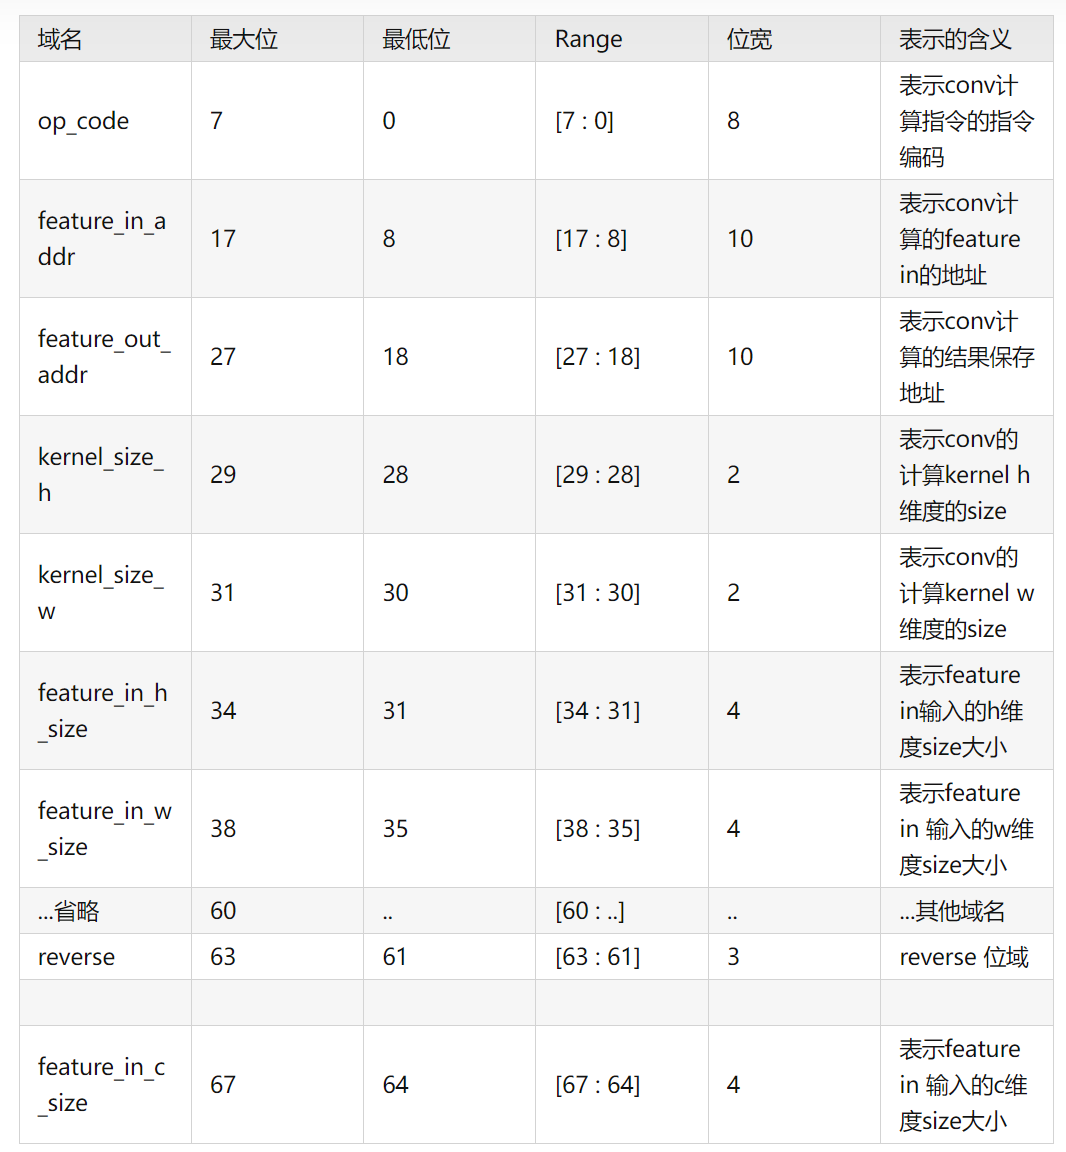 域名 最大位 最低位 Range 位宽 表示的含义
op_code 7 0 [7 : 0] 8 表示conv计
算指令的指令
编码
feature_in_a
ddr 17 8 [17 : 8] 10 表示conv计
算的feature
in的地址
feature_out_
addr 27 18 [27 : 18] 10 表示conv计
算的结果保存
地址
kernel_size_
h 29 28 [29 : 28] 2 表示conv的
计算kernel h
维度的size
kernel_size_
w 31 30 [31 : 30] 2 表示conv的
计算kernel w
维度的size
feature_in_h
_size 34 31 [34 : 31] 4 表示feature
in输入的h维
度size大小
feature_in_w
_size 38 35 [38 : 35] 4 表示feature
in 输入的w维
度size大小
...省略 60 .. [60 : ..] .. ...其他域名
reverse 63 61 [63 : 61] 3 reverse 位域
feature_in_c
_size 67 64 [67 : 64] 4 表示feature
in 输入的c维
度size大小